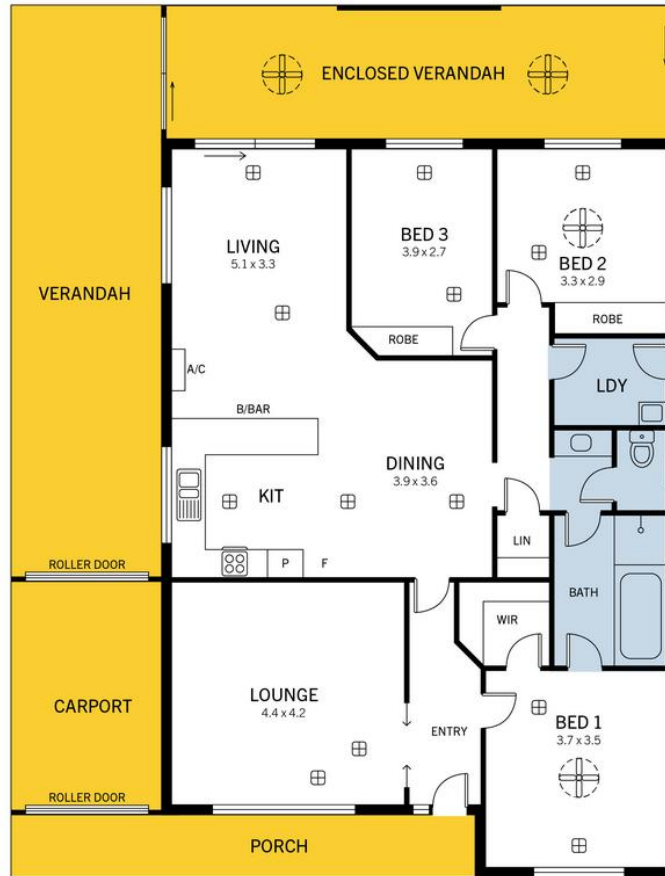 ENCLOSED VERANDAH
LIVING
5.1 x 3.3
BED 3
3.9 x 2.7
BED 2
3.3 x 2.9
VERANDAH
ROBE
ROBE
A/C
LDY
B/BAR
DINING
3.9 x 3.6
KIT
LIN
P
F
ROLLER DOOR
BATH
WIR
LOUNGE
4.4 x 4.2
CARPORT
ENTRY
BED 1
3.7 x 3.5
ROLLER DOOR
PORCH